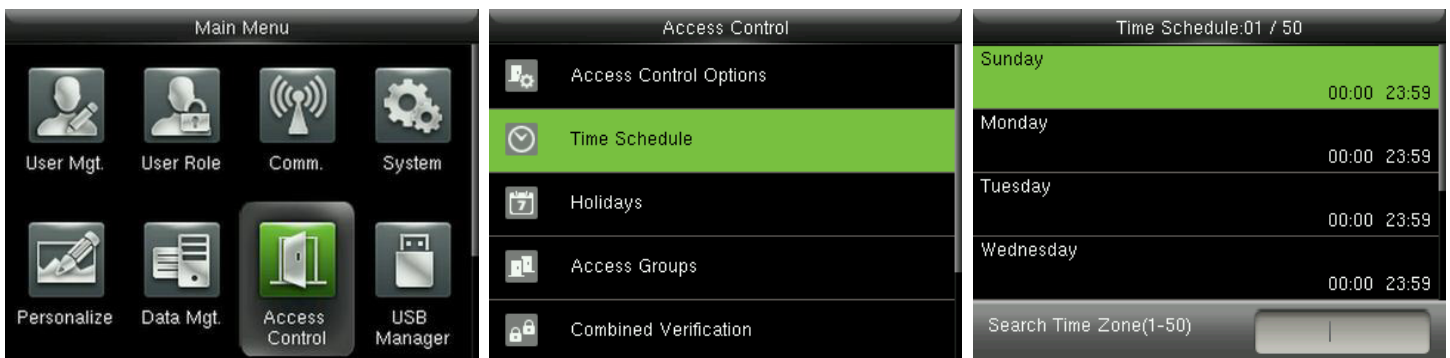 Main Menu
User Mgt.
User Role
Comm.
System
Personalize
Data Mgt.
Access
Control
USB
Manager
Access Control
Access Control Options
Time Schedule
7
Holidays
Access Groups
Combined Verification
Time Schedule:01 / 50
Sunday
00:00 23:59
Monday
00:00 23:59
Tuesday
00:00 23:59
Wednesday
00:00 23:59
Search Time Zone(1-50)